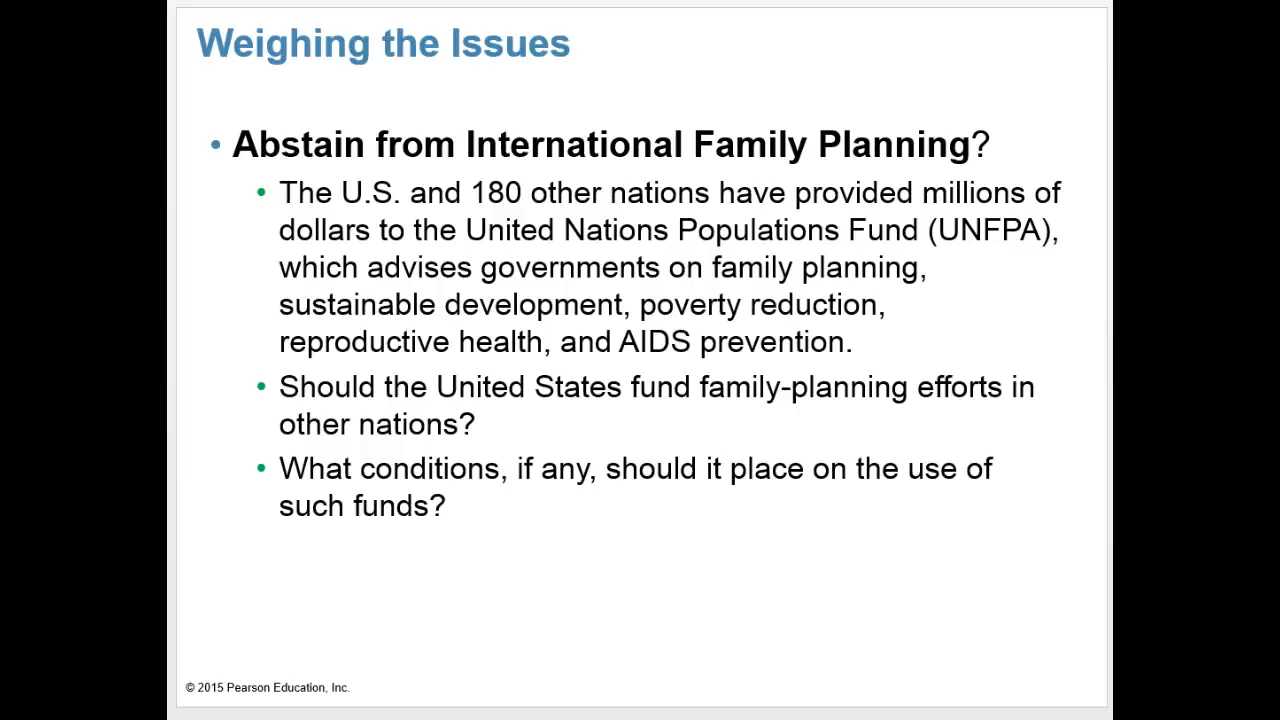 Weighing the Issues
• Abstain from International Family Planning?
• The U.S. and 180 other nations have provided millions of
dollars to the United Nations Populations Fund (UNFPA),
which advises governments on family planning,
sustainable development, poverty reduction,
reproductive health, and AIDS prevention.
• Should the United States fund family-planning efforts in
other nations?
• What conditions, if any, should it place on the use of
such funds?
© 2015 Pearson Education, Inc.